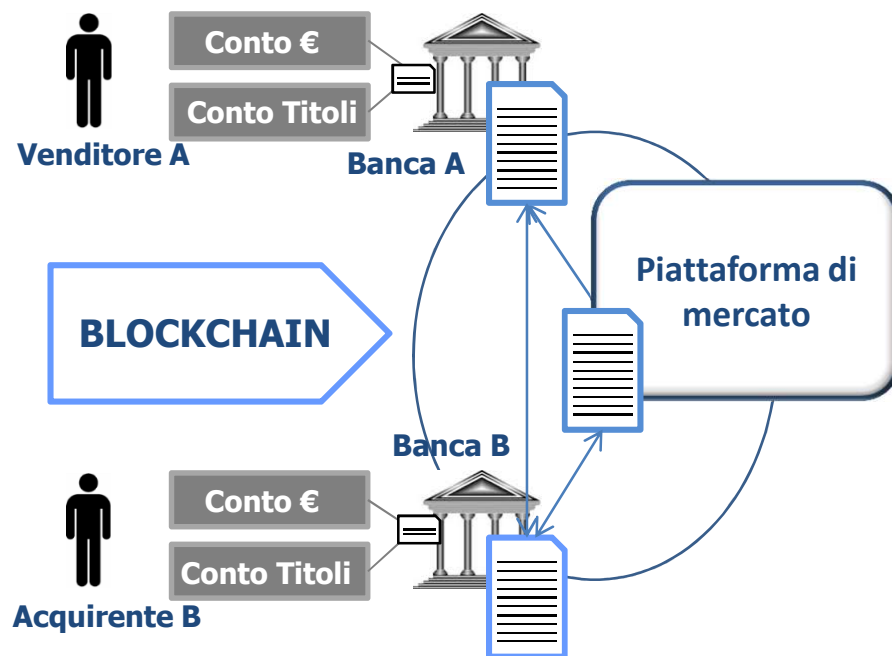 Conto €
Conto Titoli
Venditore A
Banca A
Piattaforma di
mercato
BLOCKCHAIN
Banca B
Conto €
Conto Titoli
Acquirente B